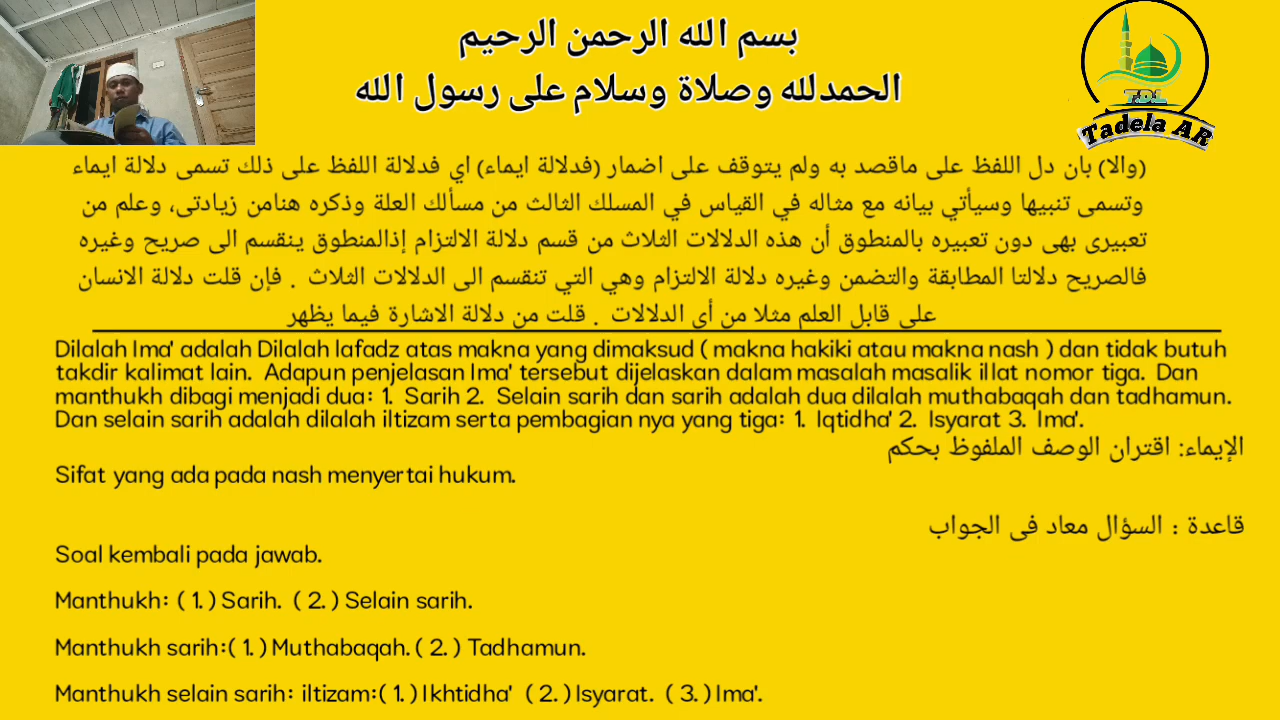 بسم الله الرحمن الرحيم
الحمدلله وصلاة وسلام على رسول الله
T.D.L
Tadela AR
(والا) بان دل اللفظ على ماقصد به ولم يتوقف على اضمار (فدلالة ايماء) اي فدلالة اللفظ على ذلك تسمى دلالة ايماء
وتسمى تنبيها وسيأتي بيانه مع مثاله في القياس في المسلك الثالث من مسألك العلة وذكره هنامن زيادتى، وعلم من
تعبيرى بهى دون تعبيره بالمنطوق أن هذه الدلالات الثلاث من قسم دلالة الالتزام إذالمنطوق ينقسم الى صريح وغيره
فالصريح دلالتا المطابقة والتضمن وغيره دلالة الالتزام وهي التي تنقسم الى الدلالات الثلاث . فإن قلت دلالة الانسان
على قابل العلم مثلا من أي الدلالات . قلت من دلالة الاشارة فيما يظهر
Dilalah Ima' adalah Dilalah lafadz atas makna yang dimaksud ( makna hakiki atau makna nash ) dan tidak butuh
takdir kalimat lain. Adapun penjelasan Ima' tersebut dijelaskan dalam masalah masalik illat nomor tiga. Dan
manthukh dibagi menjadi dua: 1. Sarih 2. Selain sarih dan sarih adalah dua dilalah muthabaqah dan tadhamun.
Dan selain sarih adalah dilalah iltizam serta pembagian nya yang tiga: 1. Iqtidha' 2. Isyarat 3. Ima'.
الإيماء: اقتران الوصف الملفوظ بحكم
Sifat yang ada pada nash menyertai hukum.
قاعدة : السؤال معاد فى الجواب
Soal kembali pada jawab.
Manthukh: ( 1. ) Sarih. ( 2. ) Selain sarih.
Manthukh sarih:( 1. ) Muthabaqah. ( 2. ) Tadhamun.
Manthukh selain sarih: iltizam:( 1. ) Ikhtidha' ( 2. ) Isyarat. ( 3. ) Ima'.